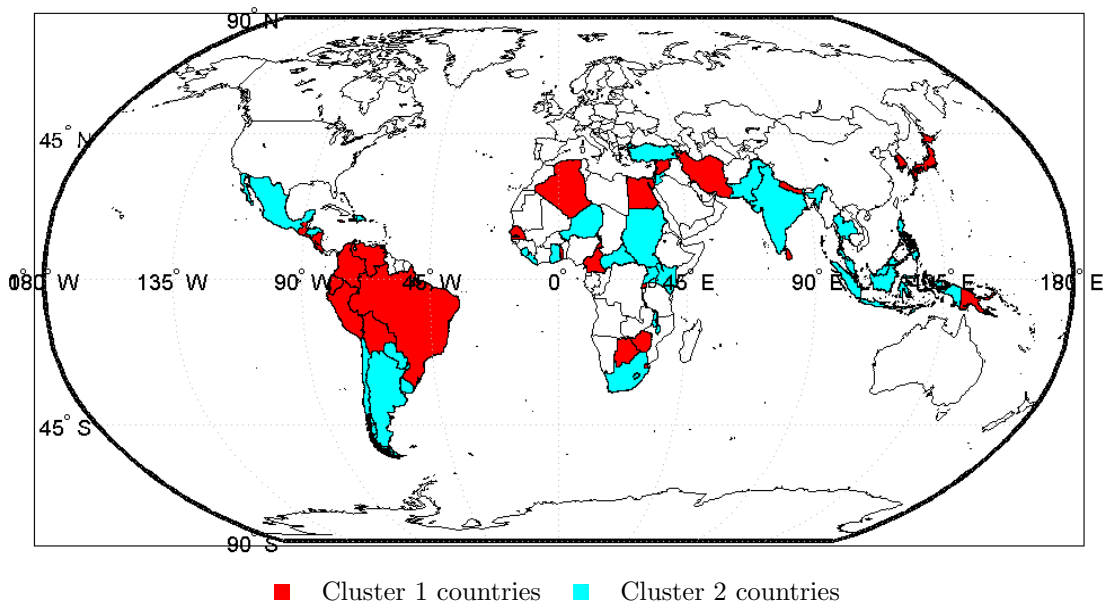 90° N
45° N
180° W 135° W 90° W 45° W 0° 45° E 90° E 135° E 180° E
45° S
90° S
Cluster 1 countries Cluster 2 countries